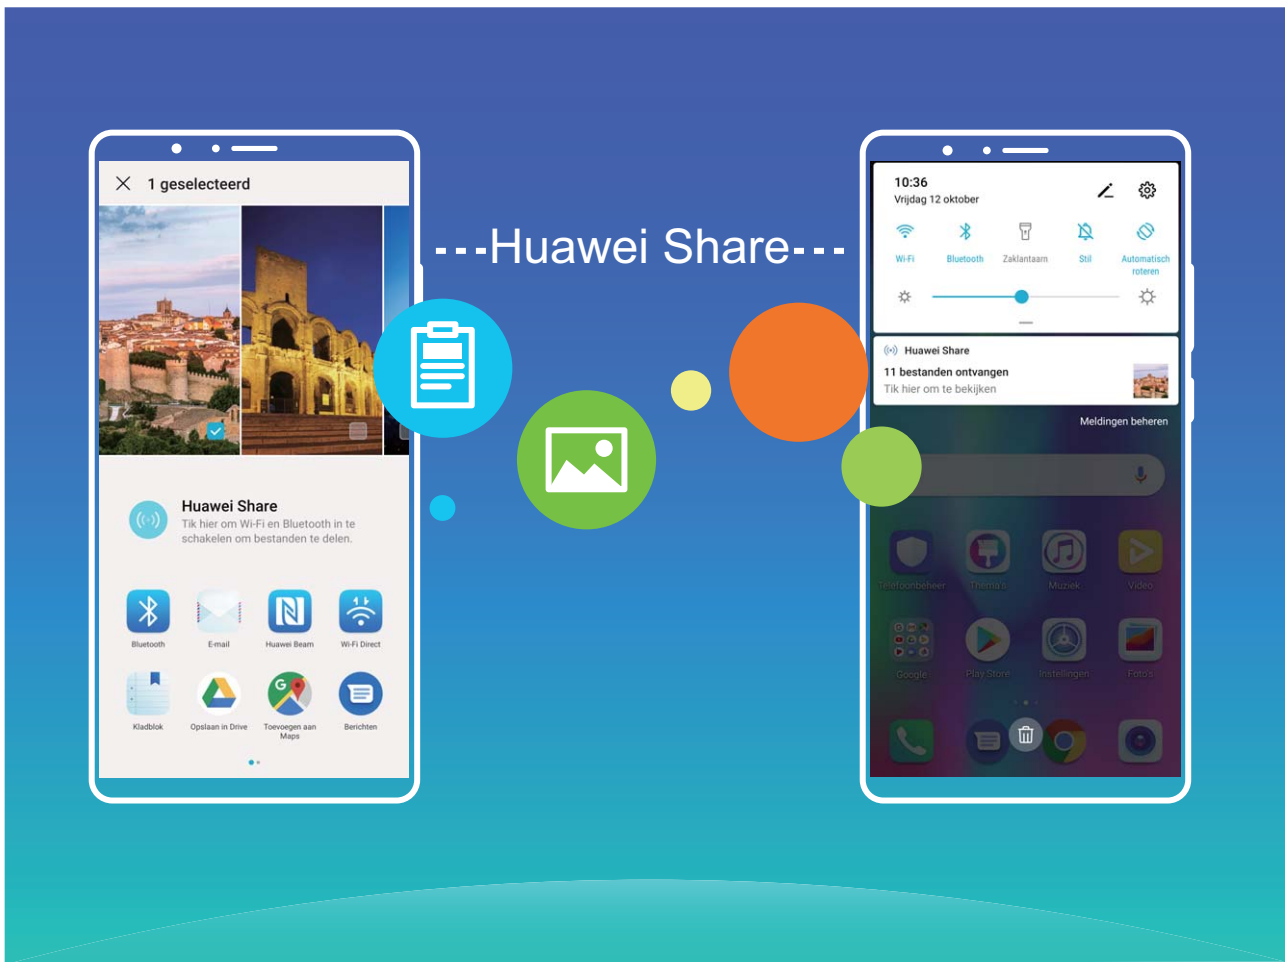 1 geselecteerd
Huawei Share
Tik hier om Wi-Fi en Bluetooth in te
schakelen om bestanden te delen.
Bluetooth
E-mail
Huawei Beam
Wi-Fi Direct
Kladblok
Opslaan in Drive
Toevoegen aan
Maps
Berichten
---Huawei Share---
10:36
Vrijdag 12 oktober
Wi-Fi
Bluetooth
Zaklantaarn
Stil
Automatisch
roteren
Huawei Share
11 bestanden ontvangen
Tik hier om te bekijken
Meldingen beheren
Telefoonbeheer
Thema's
Muziek
Video
Google
Play Store
Instellingen
Foto's